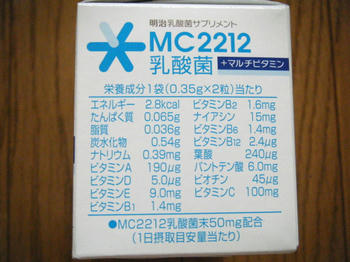 明治乳酸菌サプリメント
MC2212
乳酸菌 +マルチビタミン
栄養成分1袋(0.35g×2粒)当たり
エネルギー 2.8kcal ビタミンB2 1.6mg
たんぱく質 0.065g ナイアシン 15mg
脂質 0.036g ビタミンB6 1.4mg
炭水化物 0.54g ビタミンB12 2.4μg
ナトリウム 0.39mg 葉酸 240μg
ビタミンA 190μg パントテン酸 6.0mg
ビタミンD 5.0μg ビオチン 45μg
ビタミンE 9.0mg ビタミンC 100mg
ビタミンB1 1.4mg
●MC2212乳酸菌末50mg配合
(1日摂取目安量当たり)